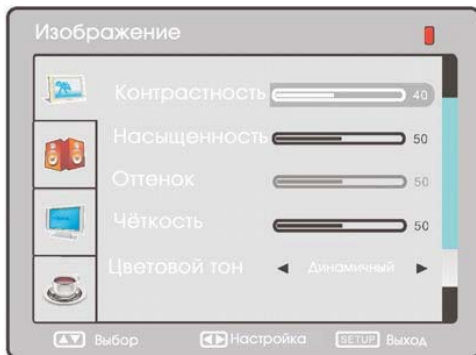 Изображение
Контрастность 40
Насыщенность 50
Оттенок 50
Чёткость 50
Цветовой тон ◀ Динамичный ▶
▲▼ Выбор ◀▶ Настройка SETUP Выход